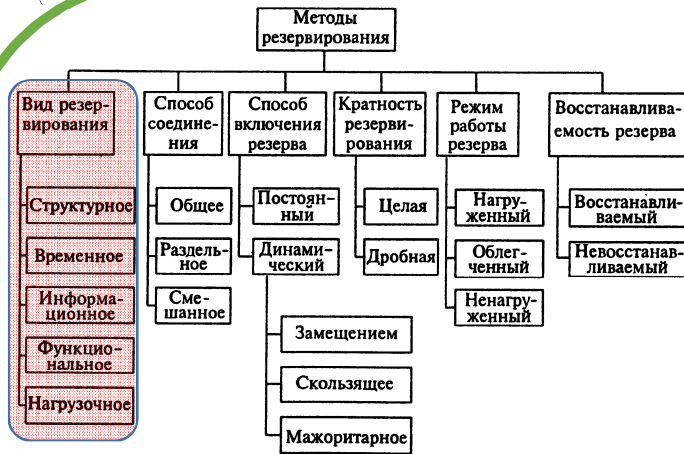 Методы
резервирования
Вид резер-
вирования
Структурное
Временное
Информа-
ционное
Функцио-
нальное
Нагрузочное
Способ
соединения
Общее
Раздель-
ное
Сме-
шанное
Способ
включения
резерва
Постоян-
ный
Динами-
ческий
Замещением
Скользящее
Мажоритарное
Кратность
резерви-
рования
Целая
Дробная
Режим
работы
резерва
Нагру-
женный
Облег-
ченный
Ненагру-
женный
Восстанавлива-
емость резерва
Восстанавли-
ваемый
Невосстанав-
ливаемый